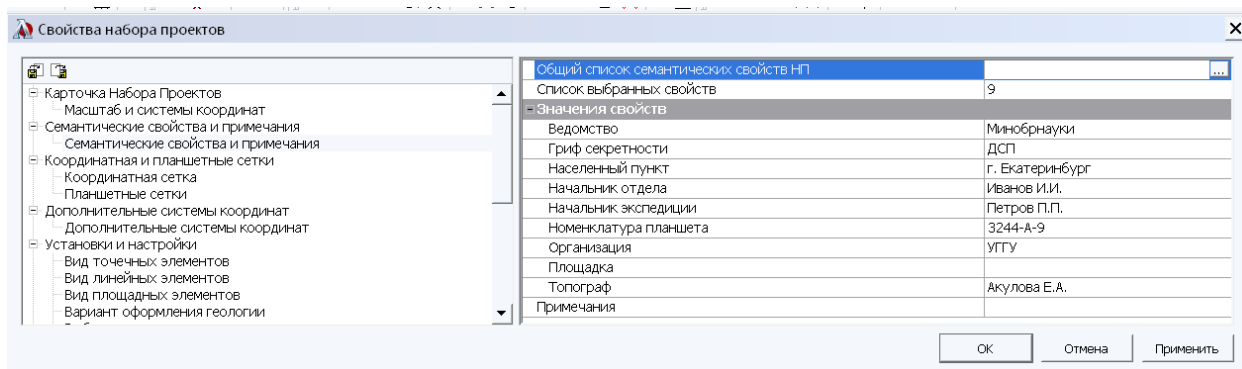 Свойства набора проектов
Карточка Набора Проектов
Масштаб и системы координат
Семантические свойства и примечания
Семантические свойства и примечания
Координатная и планшетные сетки
Координатная сетка
Планшетные сетки
Дополнительные системы координат
Дополнительные системы координат
Установки и настройки
Вид точечных элементов
Вид линейных элементов
Вид площадных элементов
Вариант оформления геологии
Общий список семантических свойств НП ...
Список выбранных свойств 9
Значения свойств
Ведомство Минобрнауки
Гриф секретности ДСП
Населенный пункт г. Екатеринбург
Начальник отдела Иванов И.И.
Начальник экспедиции Петров П.П.
Номенклатура планшета 3244-А-9
Организация УГГУ
Площадка
Топограф Акулова Е.А.
Примечания
ОК Отмена Применить